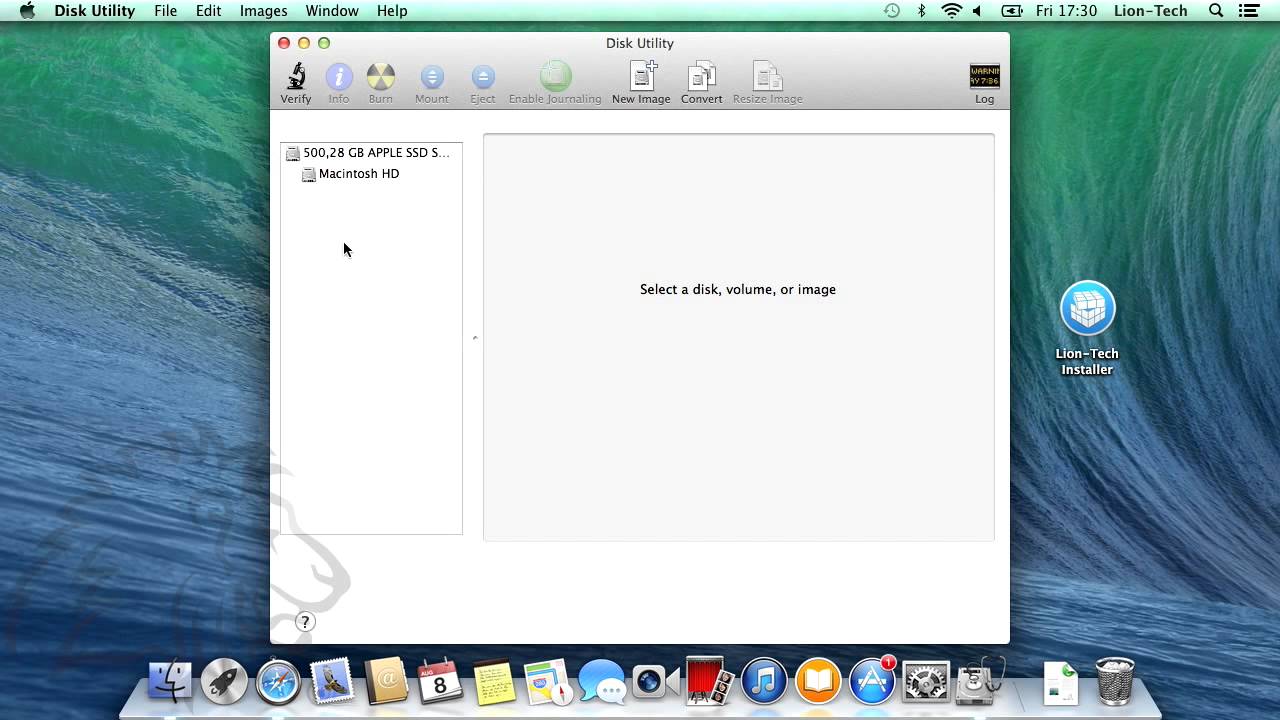 Disk Utility File Edit Images Window Help Fri 17:30 Lion-Tech
Disk Utility
Verify Info Burn Mount Eject Enable Journaling New Image Convert Resize Image Log
WARNIN
AY 7:86
500,28 GB APPLE SSD S...
Macintosh HD
Select a disk, volume, or image
Lion-Tech
Installer
?
AUG
8
1